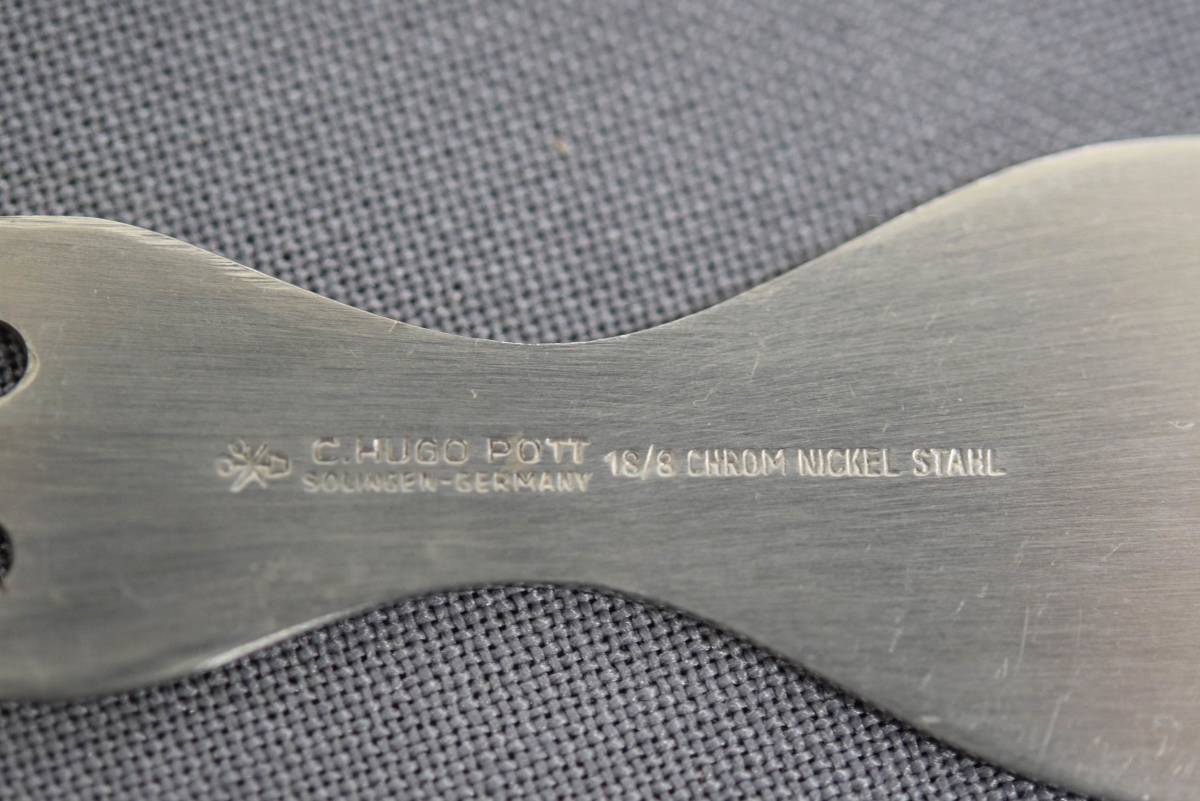 C. HUGO POTT
SOLINGEN-GERMANY
18/8 CHROM NICKEL STAHL